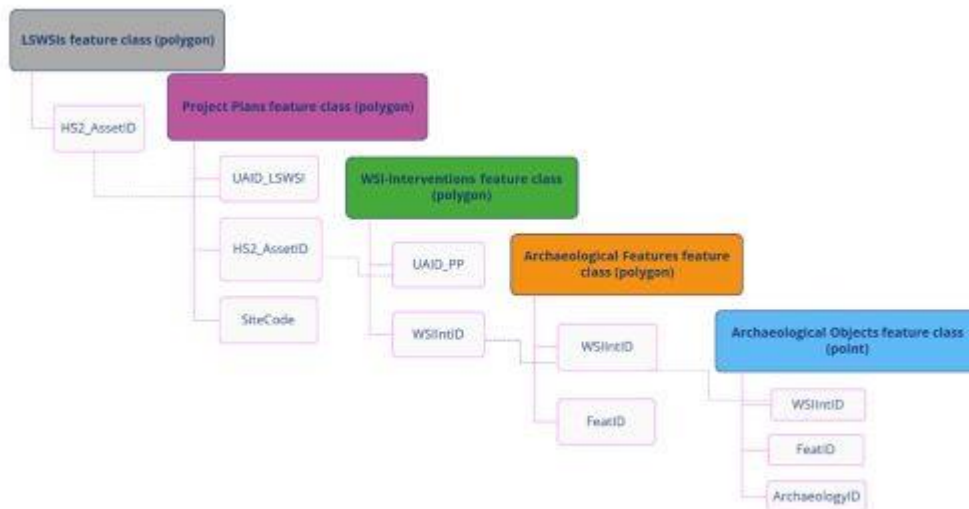 LSWSIs feature class (polygon)
HS2_AssetID
Project Plans feature class (polygon)
UAID_LSWSI
HS2_AssetID
SiteCode
WSI-Interventions feature class
(polygon)
UAID_PP
WSIIntID
Archaeological Features feature
class (polygon)
WSIIntID
FeatID
Archaeological Objects feature class
(point)
WSIIntID
FeatID
ArchaeologyID